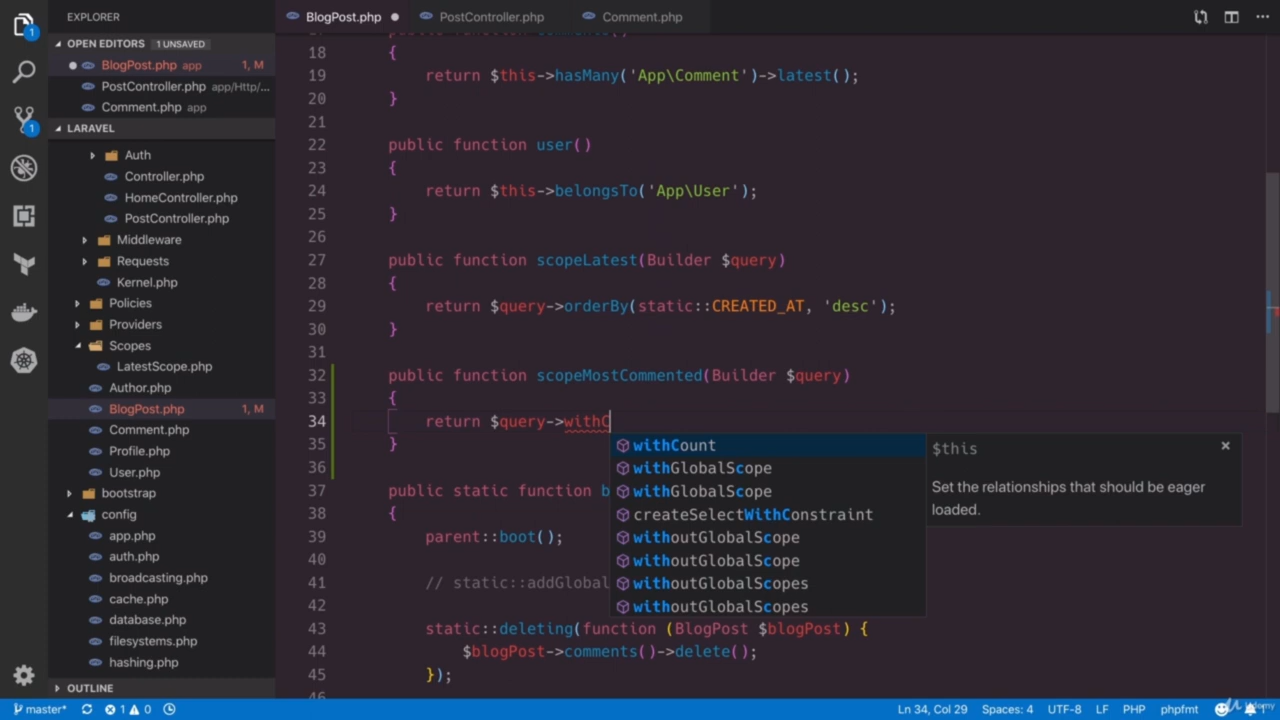 EXPLORER
BlogPost.php
PostController.php
Comment.php
OPEN EDITORS 1 UNSAVED
BlogPost.php app 1, M
PostController.php app/Http/...
Comment.php app
LARAVEL
Auth
Controller.php
HomeController.php
PostController.php
Middleware
Requests
Kernel.php
Policies
Providers
Scopes
LatestScope.php
Author.php
BlogPost.php 1, M
Comment.php
Profile.php
User.php
bootstrap
config
app.php
auth.php
broadcasting.php
cache.php
database.php
filesystems.php
hashing.php
OUTLINE
1
1
18 {
19 return $this->hasMany('App\Comment')->latest();
20 }
21
22 public function user()
23 {
24 return $this->belongsTo('App\User');
25 }
26
27 public function scopeLatest(Builder $query)
28 {
29 return $query->orderBy(static::CREATED_AT, 'desc');
30 }
31
32 public function scopeMostCommented(Builder $query)
33 {
34 return $query->withC
35 }
36
37 public static function b
38 {
39 parent::boot();
40
41 // static::addGlobal
42
43 static::deleting(function (BlogPost $blogPost) {
44 $blogPost->comments()->delete();
45 });
withCount
withGlobalScope
withGlobalScope
createSelectWithConstraint
withoutGlobalScope
withoutGlobalScope
withoutGlobalScopes
withoutGlobalScopes
$this
Set the relationships that should be eager
loaded.
master* 1 0 Ln 34, Col 29 Spaces: 4 UTF-8 LF PHP phpfmt 1